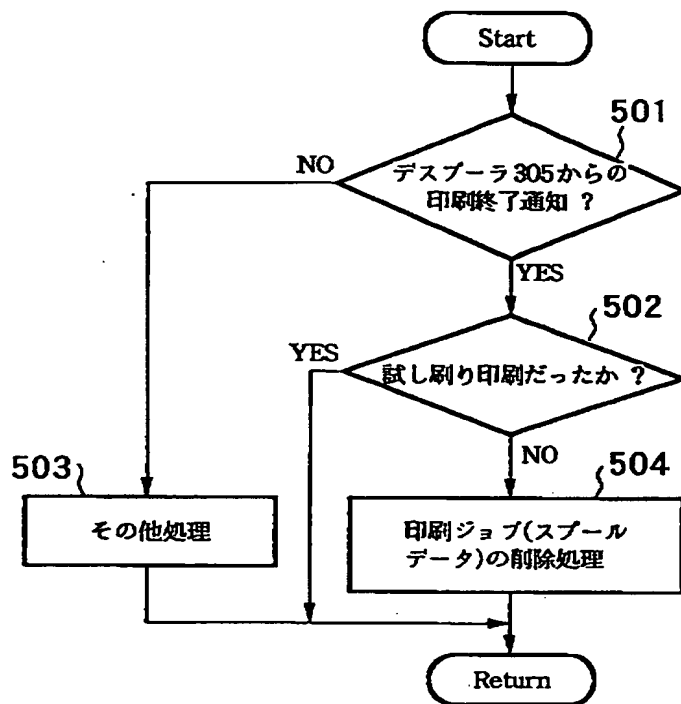 Start
501
デスプーラ305からの
印刷終了通知 ?
NO
YES
502
試し刷り印刷だったか ?
YES
NO
503
その他処理
504
印刷ジョブ(スプール
データ)の削除処理
Return